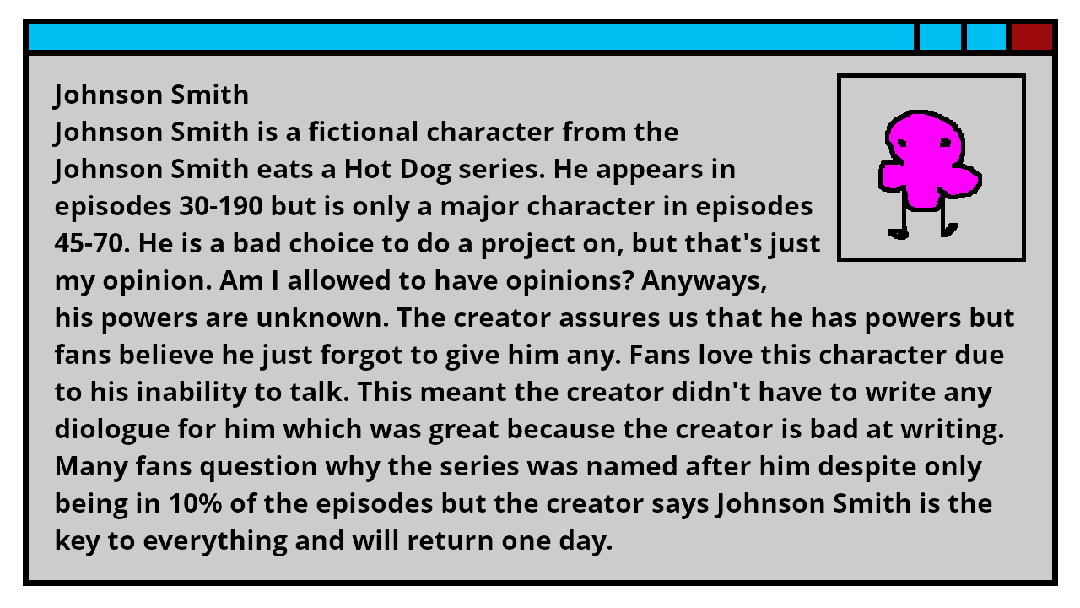 Johnson Smith
Johnson Smith is a fictional character from the
Johnson Smith eats a Hot Dog series. He appears in
episodes 30-190 but is only a major character in episodes
45-70. He is a bad choice to do a project on, but that's just
my opinion. Am I allowed to have opinions? Anyways,
his powers are unknown. The creator assures us that he has powers but
fans believe he just forgot to give him any. Fans love this character due
to his inability to talk. This meant the creator didn't have to write any
diologue for him which was great because the creator is bad at writing.
Many fans question why the series was named after him despite only
being in 10% of the episodes but the creator says Johnson Smith is the
key to everything and will return one day.